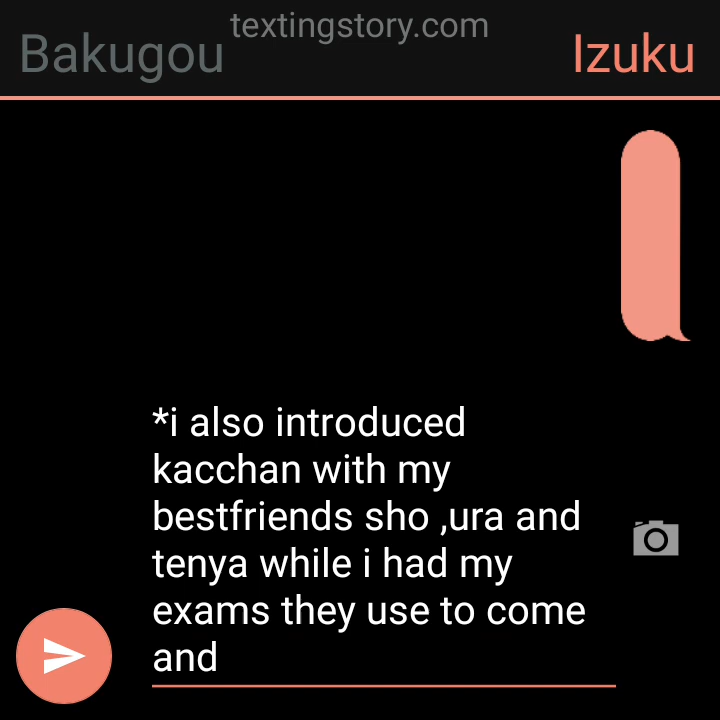 textingstory.com
Bakugou
Izuku
*i also introduced
kacchan with my
bestfriends sho ,ura and
tenya while i had my
exams they use to come
and